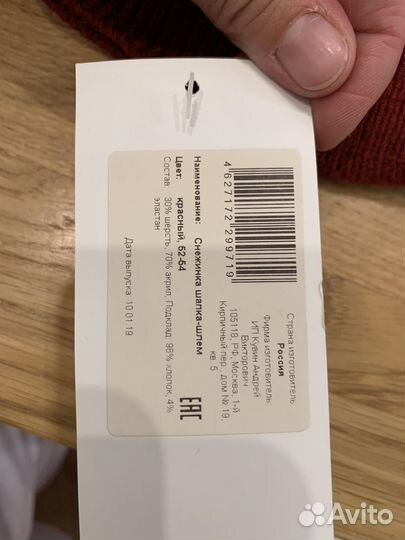 4 627172 299719
Наименование: Снежинка шапка-шлем
Цвет: красный, 52-54
Состав: 30% шерсть, 70% акрил, Подклад: 96% хлопок, 4%
эластан
Дата выпуска: 10.01.19
Страна изготовитель
Россия
Фирма изготовитель
ИП Кувин Андрей
Викторович
105118, РФ, Москва, 1-й
Кирпичный пер., дом № 19,
кв. 5
EAC
Avito